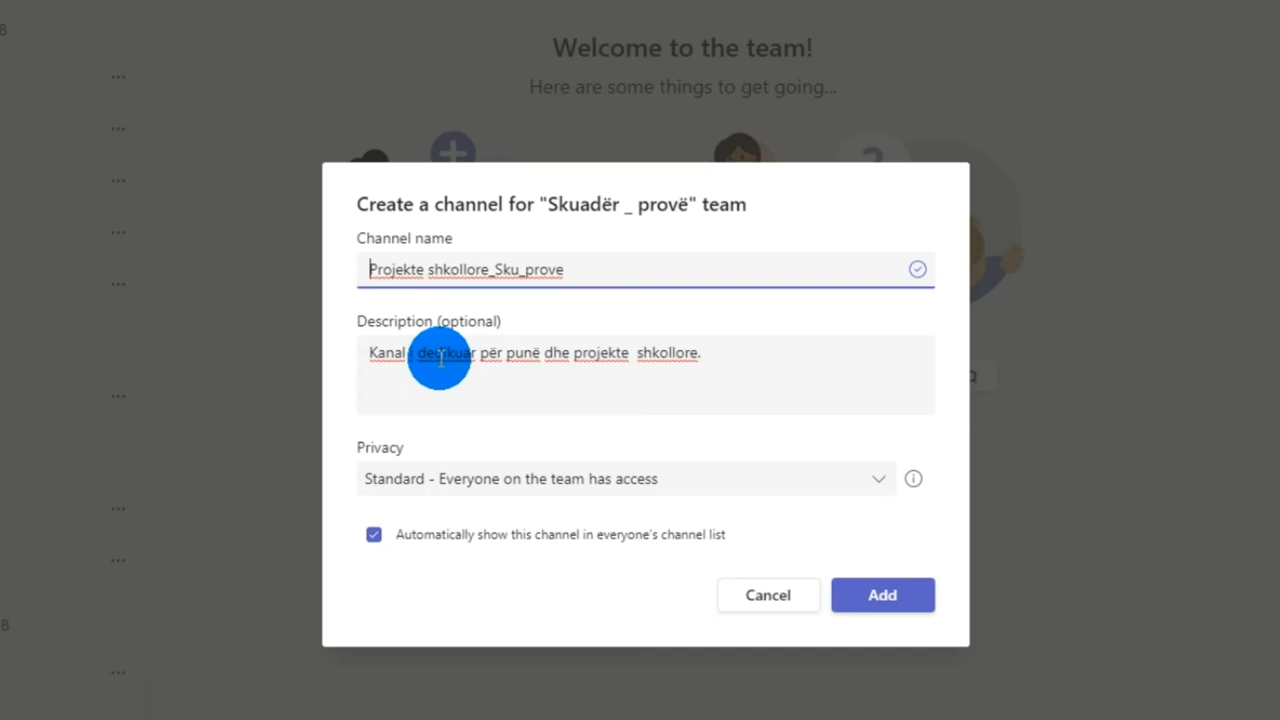 B
Welcome to the team!
Here are some things to get going...
Create a channel for "Skuadër _ provë" team
Channel name
Projekte shkollore_Sku_prove
Description (optional)
Kanal i dedikuar për punë dhe projekte  shkollore.
Privacy
Standard - Everyone on the team has access
Automatically show this channel in everyone's channel list
Cancel
Add
B